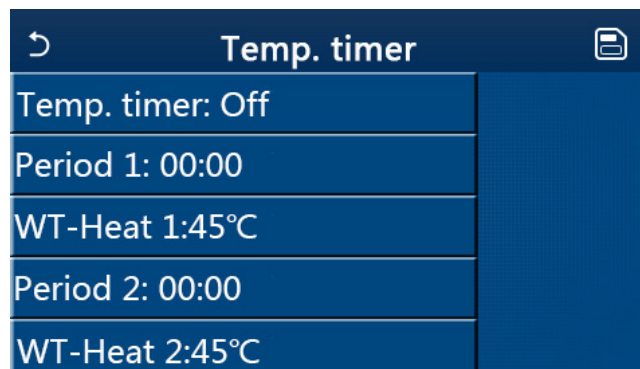 Temp. timer
Temp. timer: Off
Period 1: 00:00
WT-Heat 1:45℃
Period 2: 00:00
WT-Heat 2:45℃